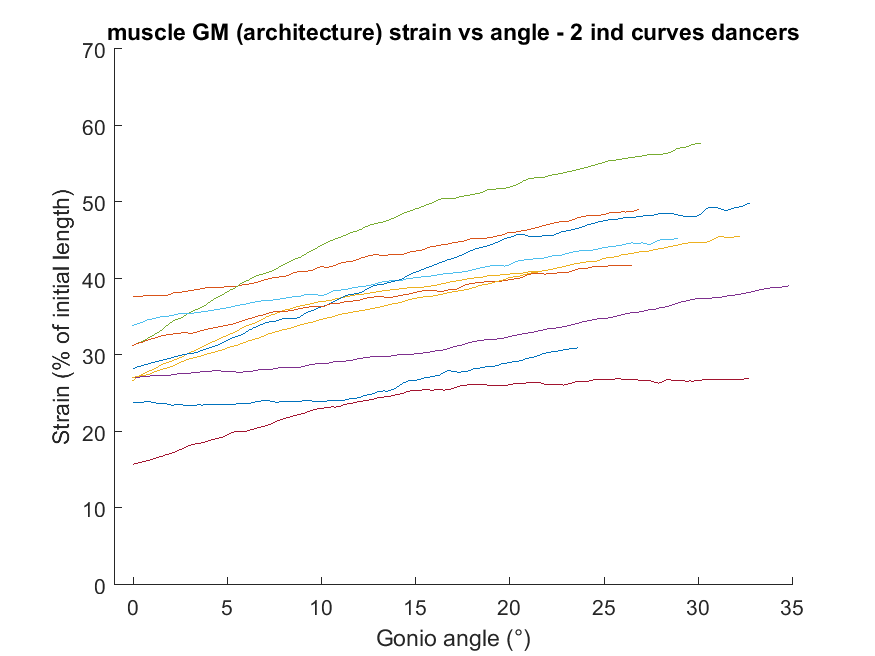 muscle GM (architecture) strain vs angle - 2 ind curves dancers
70
60
50
40
30
20
10
0
Strain (% of initial length)
0 5 10 15 20 25 30 35
Gonio angle (°)